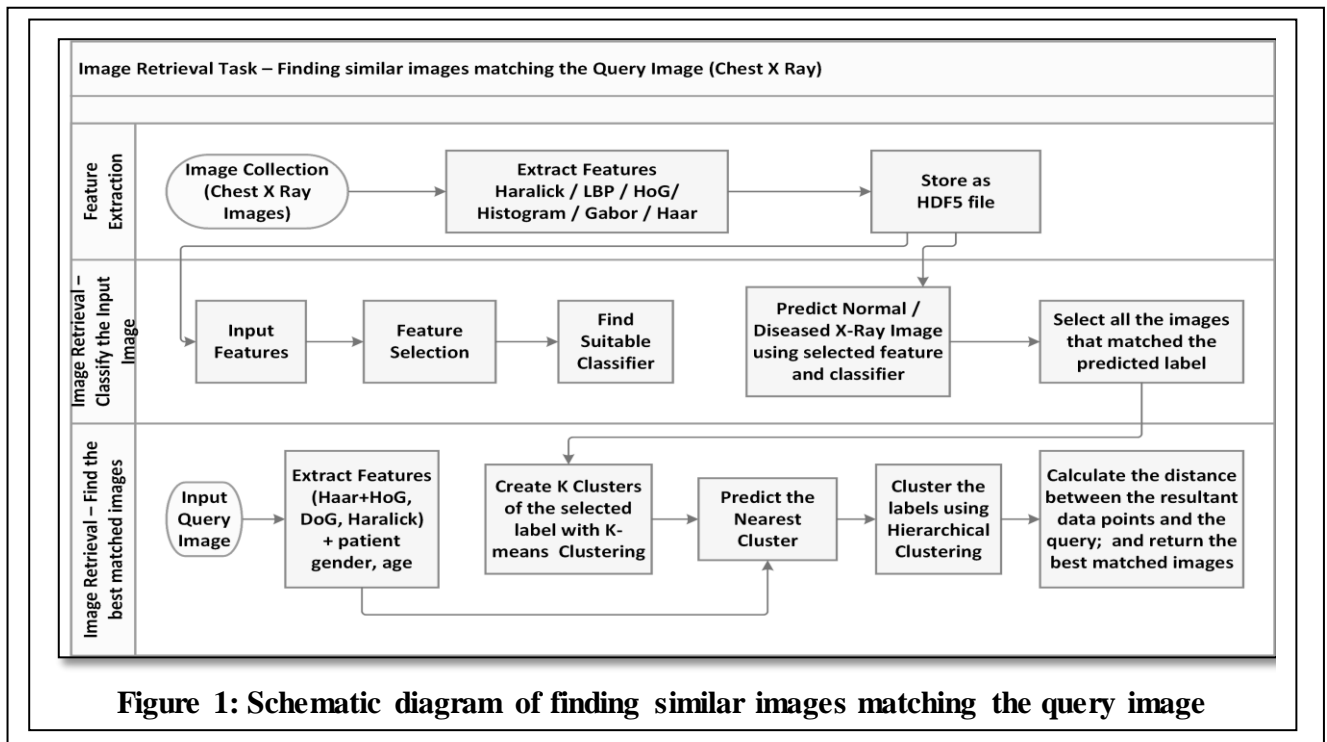 Image Retrieval Task – Finding similar images matching the Query Image (Chest X Ray)
Feature
Extraction
Image Collection
(Chest X Ray
Images)
Extract Features
Haralick / LBP / HoG/
Histogram / Gabor / Haar
Store as
HDF5 file
Image Retrieval –
Classify the Input
Image
Input
Features
Feature
Selection
Find
Suitable
Classifier
Predict Normal /
Diseased X-Ray Image
using selected feature
and classifier
Select all the images
that matched the
predicted label
Image Retrieval – Find the
best matched images
Input
Query
Image
Extract Features
(Haar+HoG,
DoG, Haralick)
+ patient
gender, age
Create K Clusters
of the selected
label with K-
means Clustering
Predict the
Nearest
Cluster
Cluster the
labels using
Hierarchical
Clustering
Calculate the distance
between the resultant
data points and the
query; and return the
best matched images
Figure 1: Schematic diagram of finding similar images matching the query image